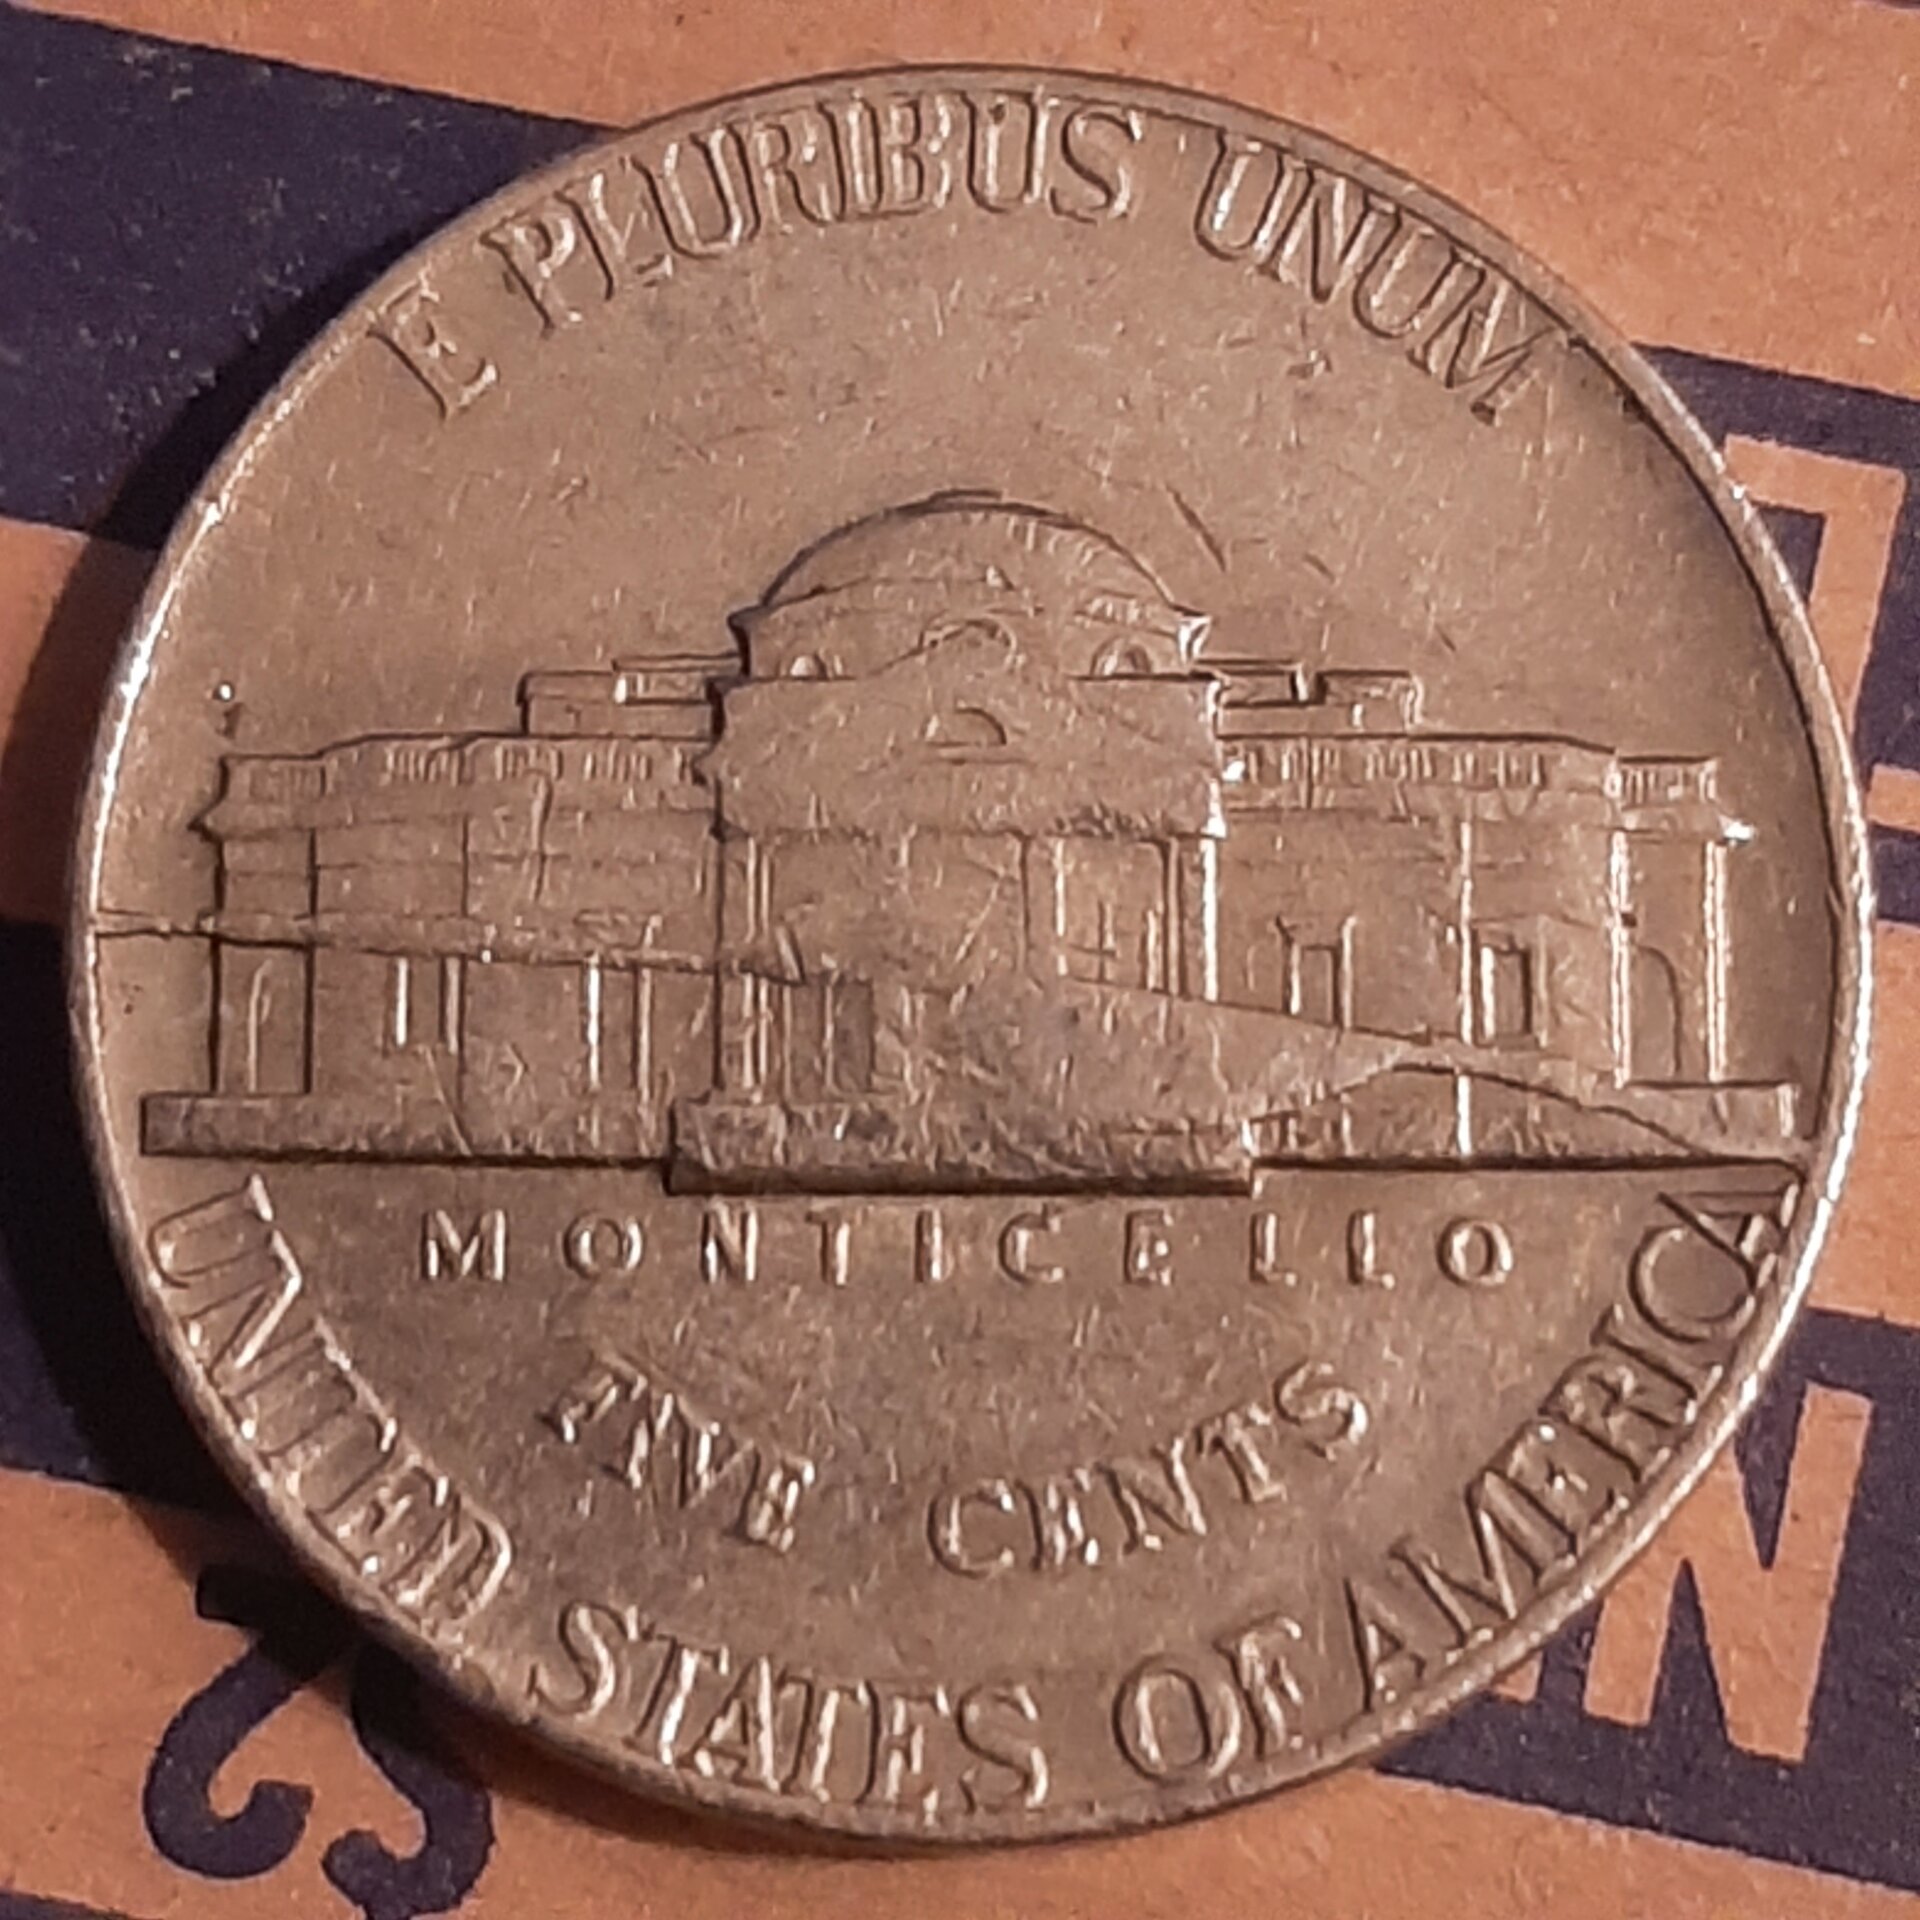 E PLURIBUS UNUM
MONTICELLO
FIVE CENTS
UNITED STATES OF AMERICA